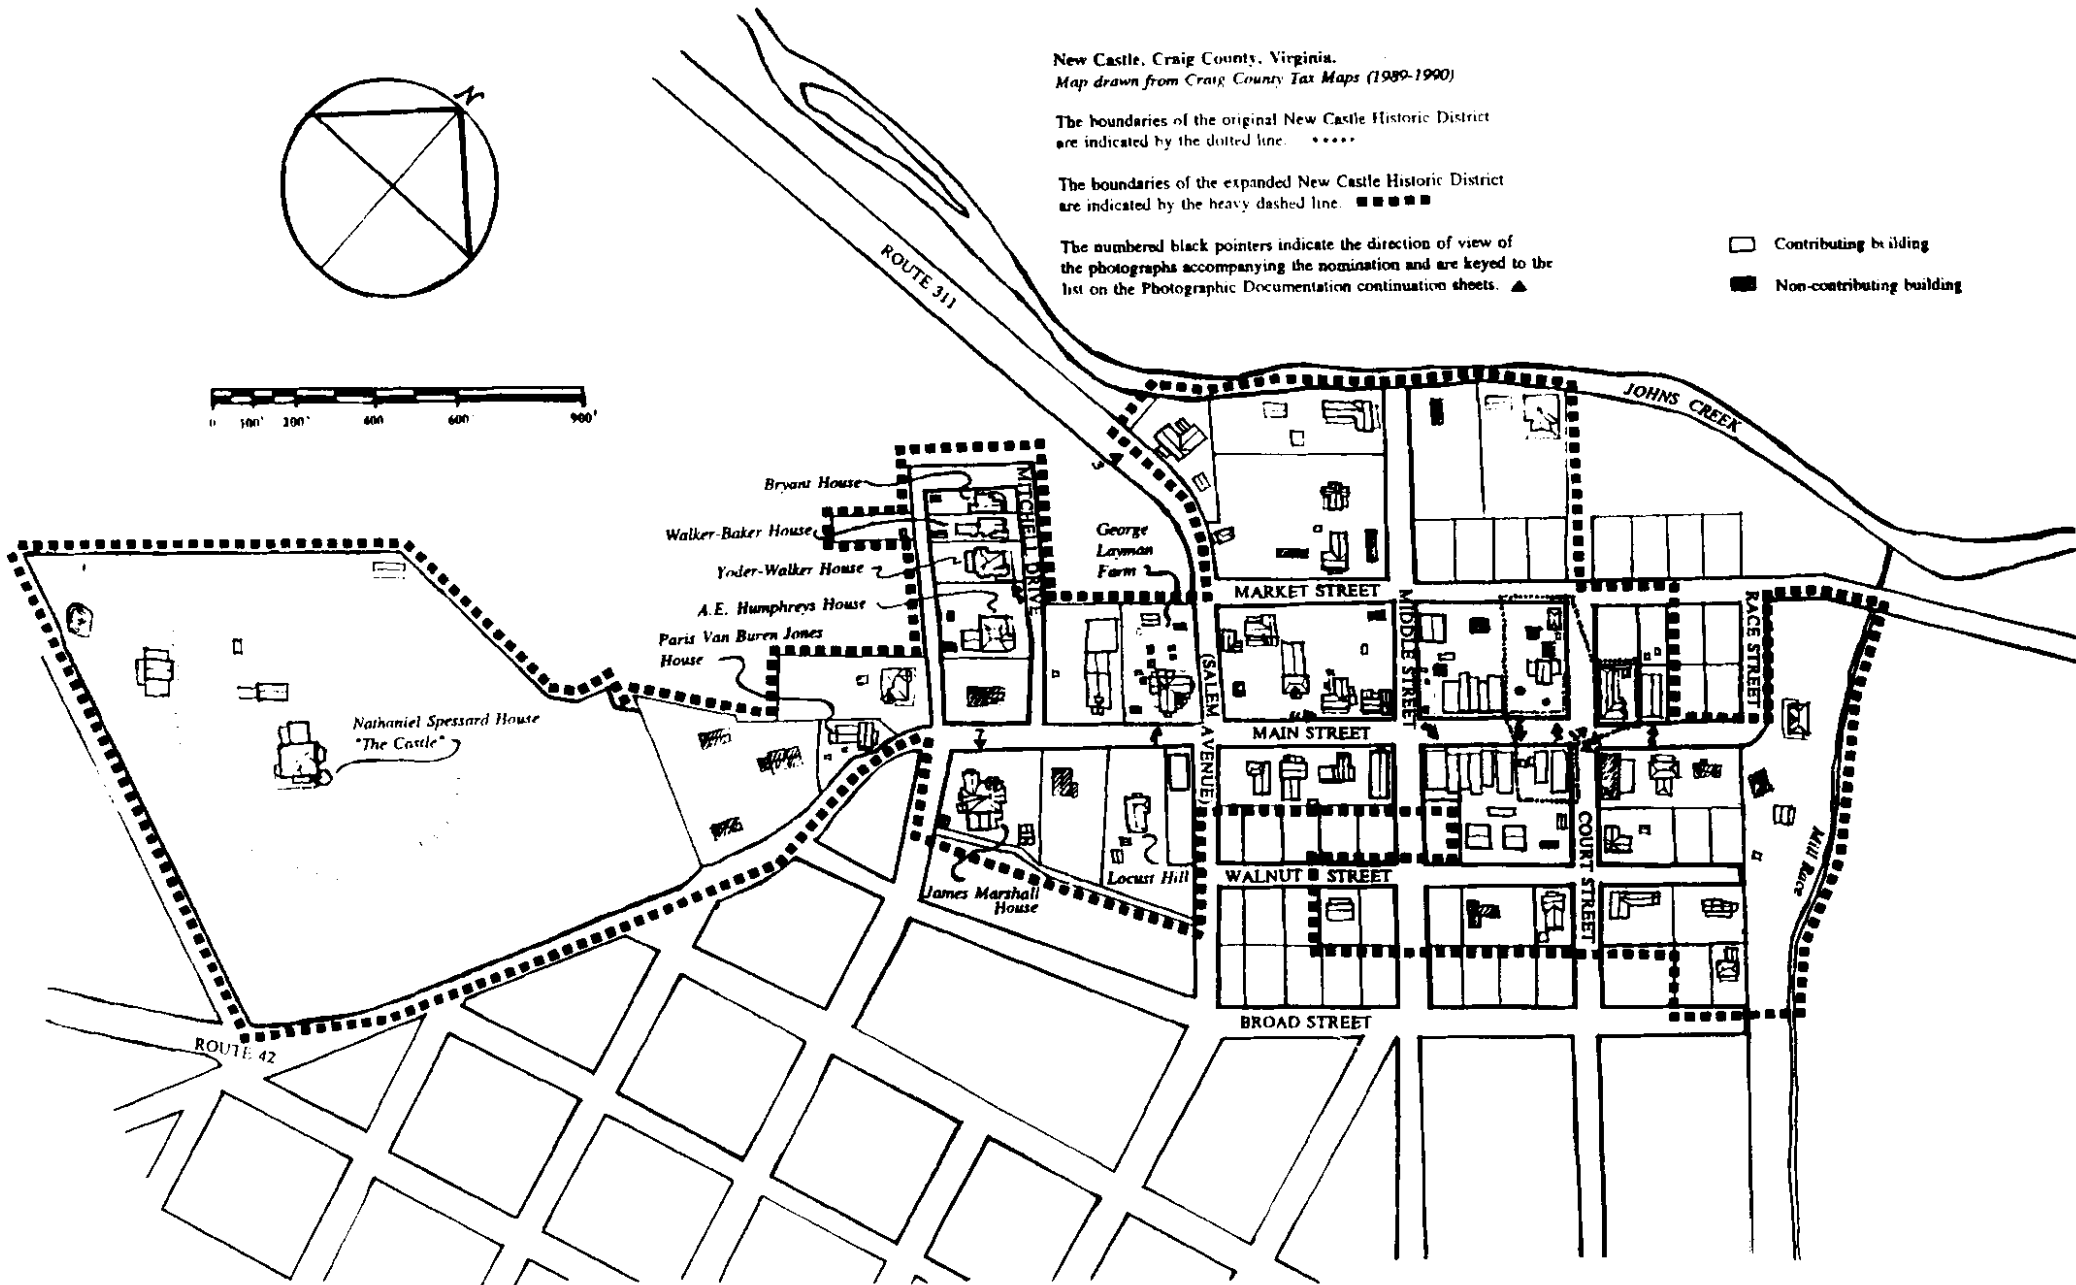 New Castle, Craig County, Virginia.
Map drawn from Craig County Tax Maps (1989-1990)
The boundaries of the original New Castle Historic District
are indicated by the dotted line.
The boundaries of the expanded New Castle Historic District
are indicated by the heavy dashed line.
The numbered black pointers indicate the direction of view of
the photographs accompanying the nomination and are keyed to the
list on the Photographic Documentation continuation sheets.
Contributing building
Non-contributing building
N
0 100' 200' 400 600' 900'
ROUTE 311
JOHNS CREEK
Bryant House
Walker-Baker House
Yoder-Walker House
A.E. Humphreys House
Paris Van Buren Jones
House
Nathaniel Spessard House
"The Castle"
MITCHELL DRIVE
3
George
Layman
Farm
MARKET STREET
MIDDLE STREET
RACE STREET
(SALEM AVENUE)
MAIN STREET
7
COURT STREET
Mill Race
James Marshall
House
Locust Hill
WALNUT STREET
BROAD STREET
ROUTE 42